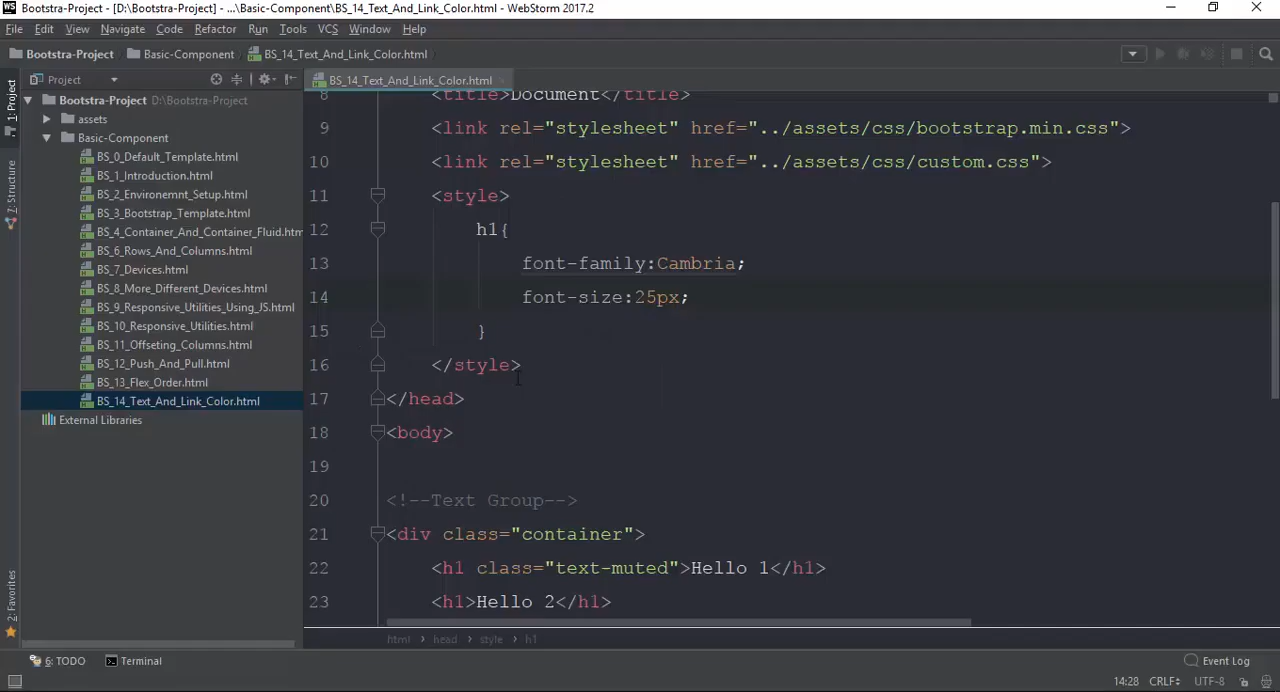 WS Bootstra-Project - [D:\Bootstra-Project] - ...\Basic-Component\BS_14_Text_And_Link_Color.html - WebStorm 2017.2
File Edit View Navigate Code Refactor Run Tools VCS Window Help
Bootstra-Project Basic-Component BS_14_Text_And_Link_Color.html
1: Project
Z: Structure
2: Favorites
Project
Bootstra-Project D:\Bootstra-Project
assets
Basic-Component
BS_0_Default_Template.html
BS_1_Introduction.html
BS_2_Environemnt_Setup.html
BS_3_Bootstrap_Template.html
BS_4_Container_And_Container_Fluid.htm
BS_6_Rows_And_Columns.html
BS_7_Devices.html
BS_8_More_Different_Devices.html
BS_9_Responsive_Utilities_Using_JS.html
BS_10_Responsive_Utilities.html
BS_11_Offseting_Columns.html
BS_12_Push_And_Pull.html
BS_13_Flex_Order.html
BS_14_Text_And_Link_Color.html
External Libraries
BS_14_Text_And_Link_Color.html
8 <title>Document</title>
9 <link rel="stylesheet" href="../assets/css/bootstrap.min.css">
10 <link rel="stylesheet" href="../assets/css/custom.css">
11 <style>
12 h1{
13 font-family:Cambria;
14 font-size:25px;
15 }
16 </style>
17 </head>
18 <body>
19
20 <!--Text Group-->
21 <div class="container">
22 <h1 class="text-muted">Hello 1</h1>
23 <h1>Hello 2</h1>
html › head › style › h1
6: TODO Terminal Event Log
14:28 CRLF UTF-8